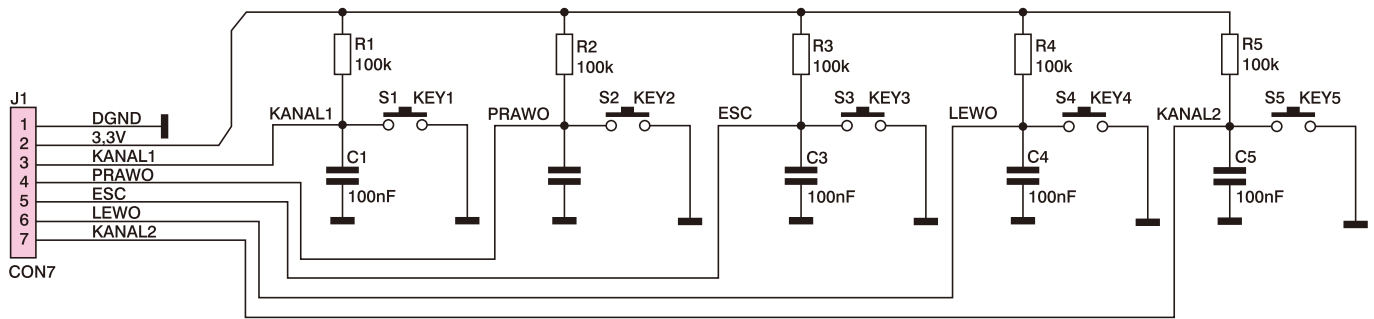 R1
100k
R2
100k
R3
100k
R4
100k
R5
100k
J1
S1 KEY1
S2 KEY2
S3 KEY3
S4 KEY4
S5 KEY5
KANAL1
PRAWO
ESC
LEWO
KANAL2
1 DGND
2 3,3V
3 KANAL1
4 PRAWO
5 ESC
6 LEWO
7 KANAL2
C1
100nF
C3
100nF
C4
100nF
C5
100nF
CON7